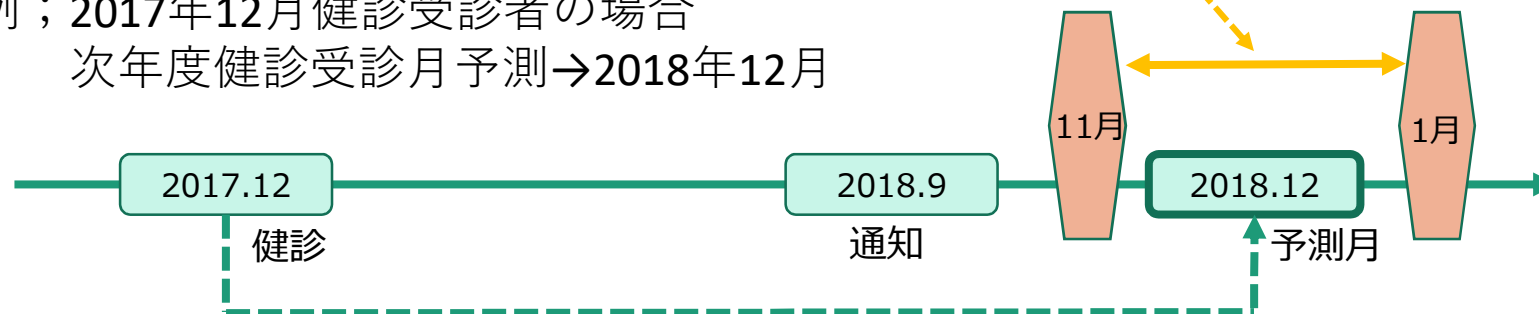 例；2017年12月健診受診者の場合
次年度健診受診月予測→2018年12月
11月
1月
2017.12
2018.9
2018.12
健診
通知
予測月